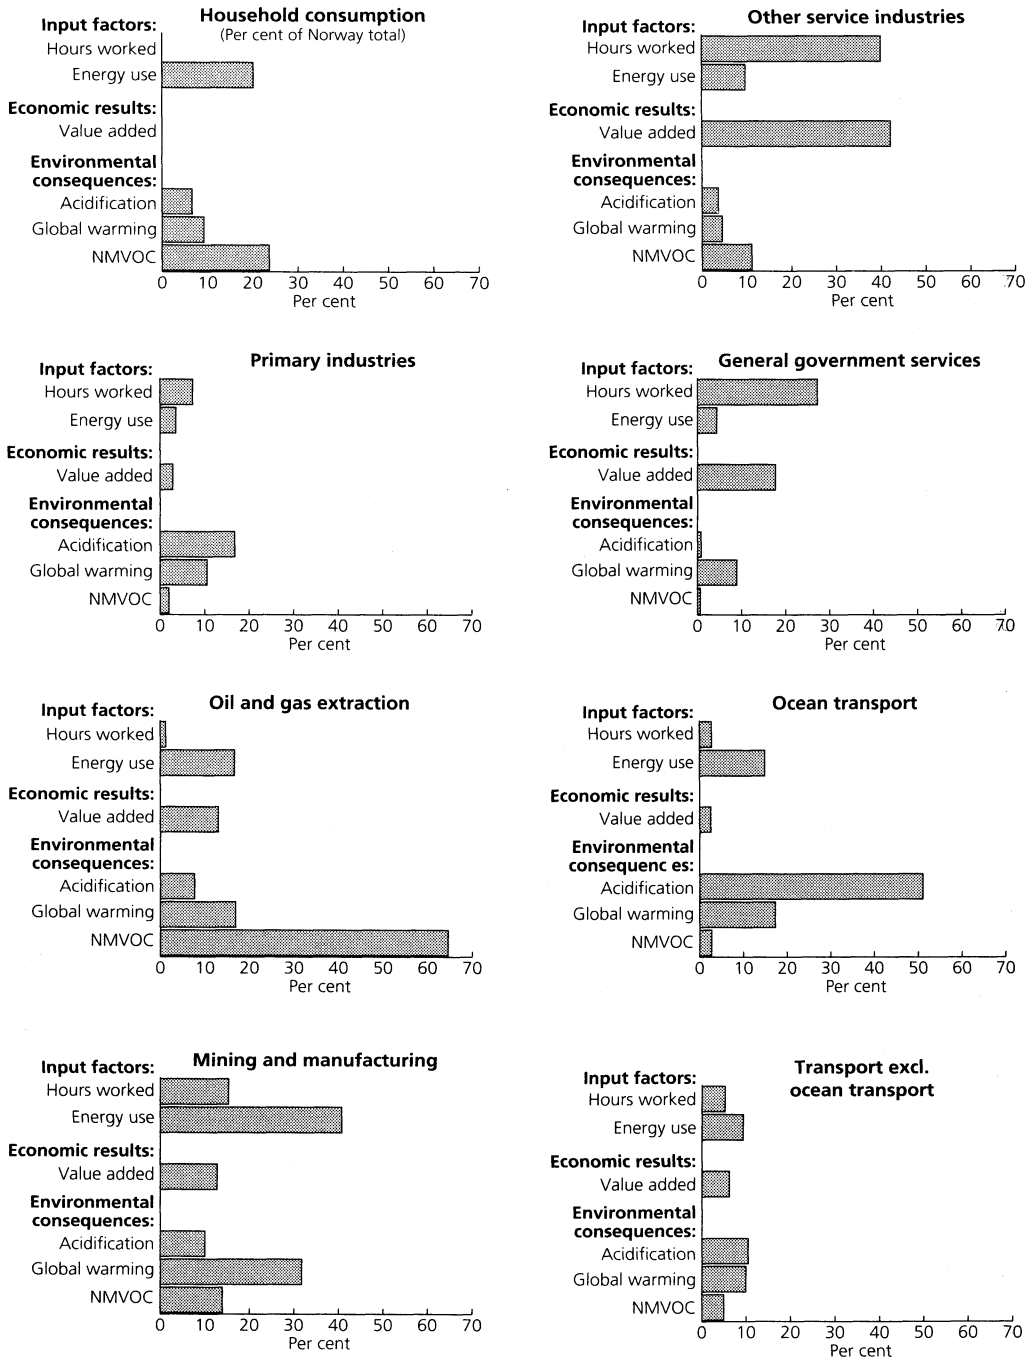 Household consumption
(Per cent of Norway total)
Input factors:
Hours worked
Energy use
Economic results:
Value added
Environmental
consequences:
Acidification
Global warming
NMVOC
0 10 20 30 40 50 60 70
Per cent
Other service industries
Input factors:
Hours worked
Energy use
Economic results:
Value added
Environmental
consequences:
Acidification
Global warming
NMVOC
0 10 20 30 40 50 60 70
Per cent
Primary industries
Input factors:
Hours worked
Energy use
Economic results:
Value added
Environmental
consequences:
Acidification
Global warming
NMVOC
0 10 20 30 40 50 60 70
Per cent
General government services
Input factors:
Hours worked
Energy use
Economic results:
Value added
Environmental
consequences:
Acidification
Global warming
NMVOC
0 10 20 30 40 50 60 70
Per cent
Oil and gas extraction
Input factors:
Hours worked
Energy use
Economic results:
Value added
Environmental
consequences:
Acidification
Global warming
NMVOC
0 10 20 30 40 50 60 70
Per cent
Ocean transport
Input factors:
Hours worked
Energy use
Economic results:
Value added
Environmental
consequenc es:
Acidification
Global warming
NMVOC
0 10 20 30 40 50 60 70
Per cent
Mining and manufacturing
Input factors:
Hours worked
Energy use
Economic results:
Value added
Environmental
consequences:
Acidification
Global warming
NMVOC
0 10 20 30 40 50 60 70
Per cent
Transport excl.
ocean transport
Input factors:
Hours worked
Energy use
Economic results:
Value added
Environmental
consequences:
Acidification
Global warming
NMVOC
0 10 20 30 40 50 60 70
Per cent